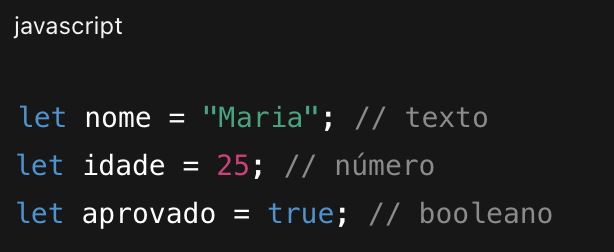 javascript
let nome = "Maria"; // texto
let idade = 25; // número
let aprovado = true; // booleano